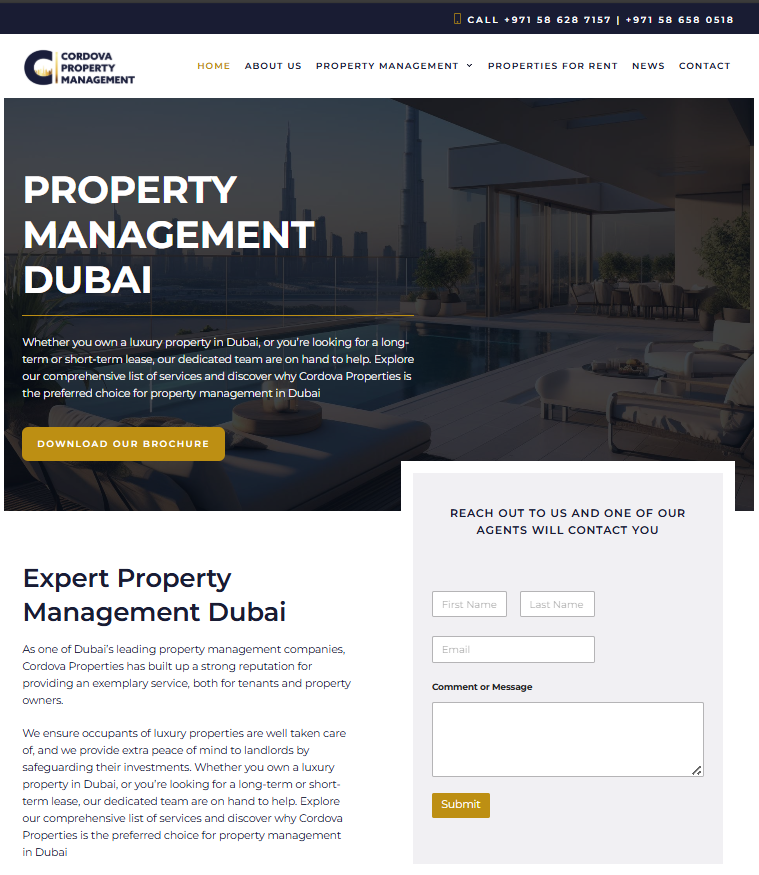 CALL +971 58 628 7157 | +971 58 658 0518
CORDOVA
PROPERTY
MANAGEMENT
HOME ABOUT US PROPERTY MANAGEMENT PROPERTIES FOR RENT NEWS CONTACT
PROPERTY
MANAGEMENT
DUBAI
Whether you own a luxury property in Dubai, or you're looking for a long-
term or short-term lease, our dedicated team are on hand to help. Explore
our comprehensive list of services and discover why Cordova Properties is
the preferred choice for property management in Dubai
DOWNLOAD OUR BROCHURE
Expert Property
Management Dubai
As one of Dubai's leading property management companies,
Cordova Properties has built up a strong reputation for
providing an exemplary service, both for tenants and property
owners.
We ensure occupants of luxury properties are well taken care
of, and we provide extra peace of mind to landlords by
safeguarding their investments. Whether you own a luxury
property in Dubai, or you're looking for a long-term or short-
term lease, our dedicated team are on hand to help. Explore
our comprehensive list of services and discover why Cordova
Properties is the preferred choice for property management
in Dubai
REACH OUT TO US AND ONE OF OUR
AGENTS WILL CONTACT YOU
First Name Last Name
Email
Comment or Message
Submit